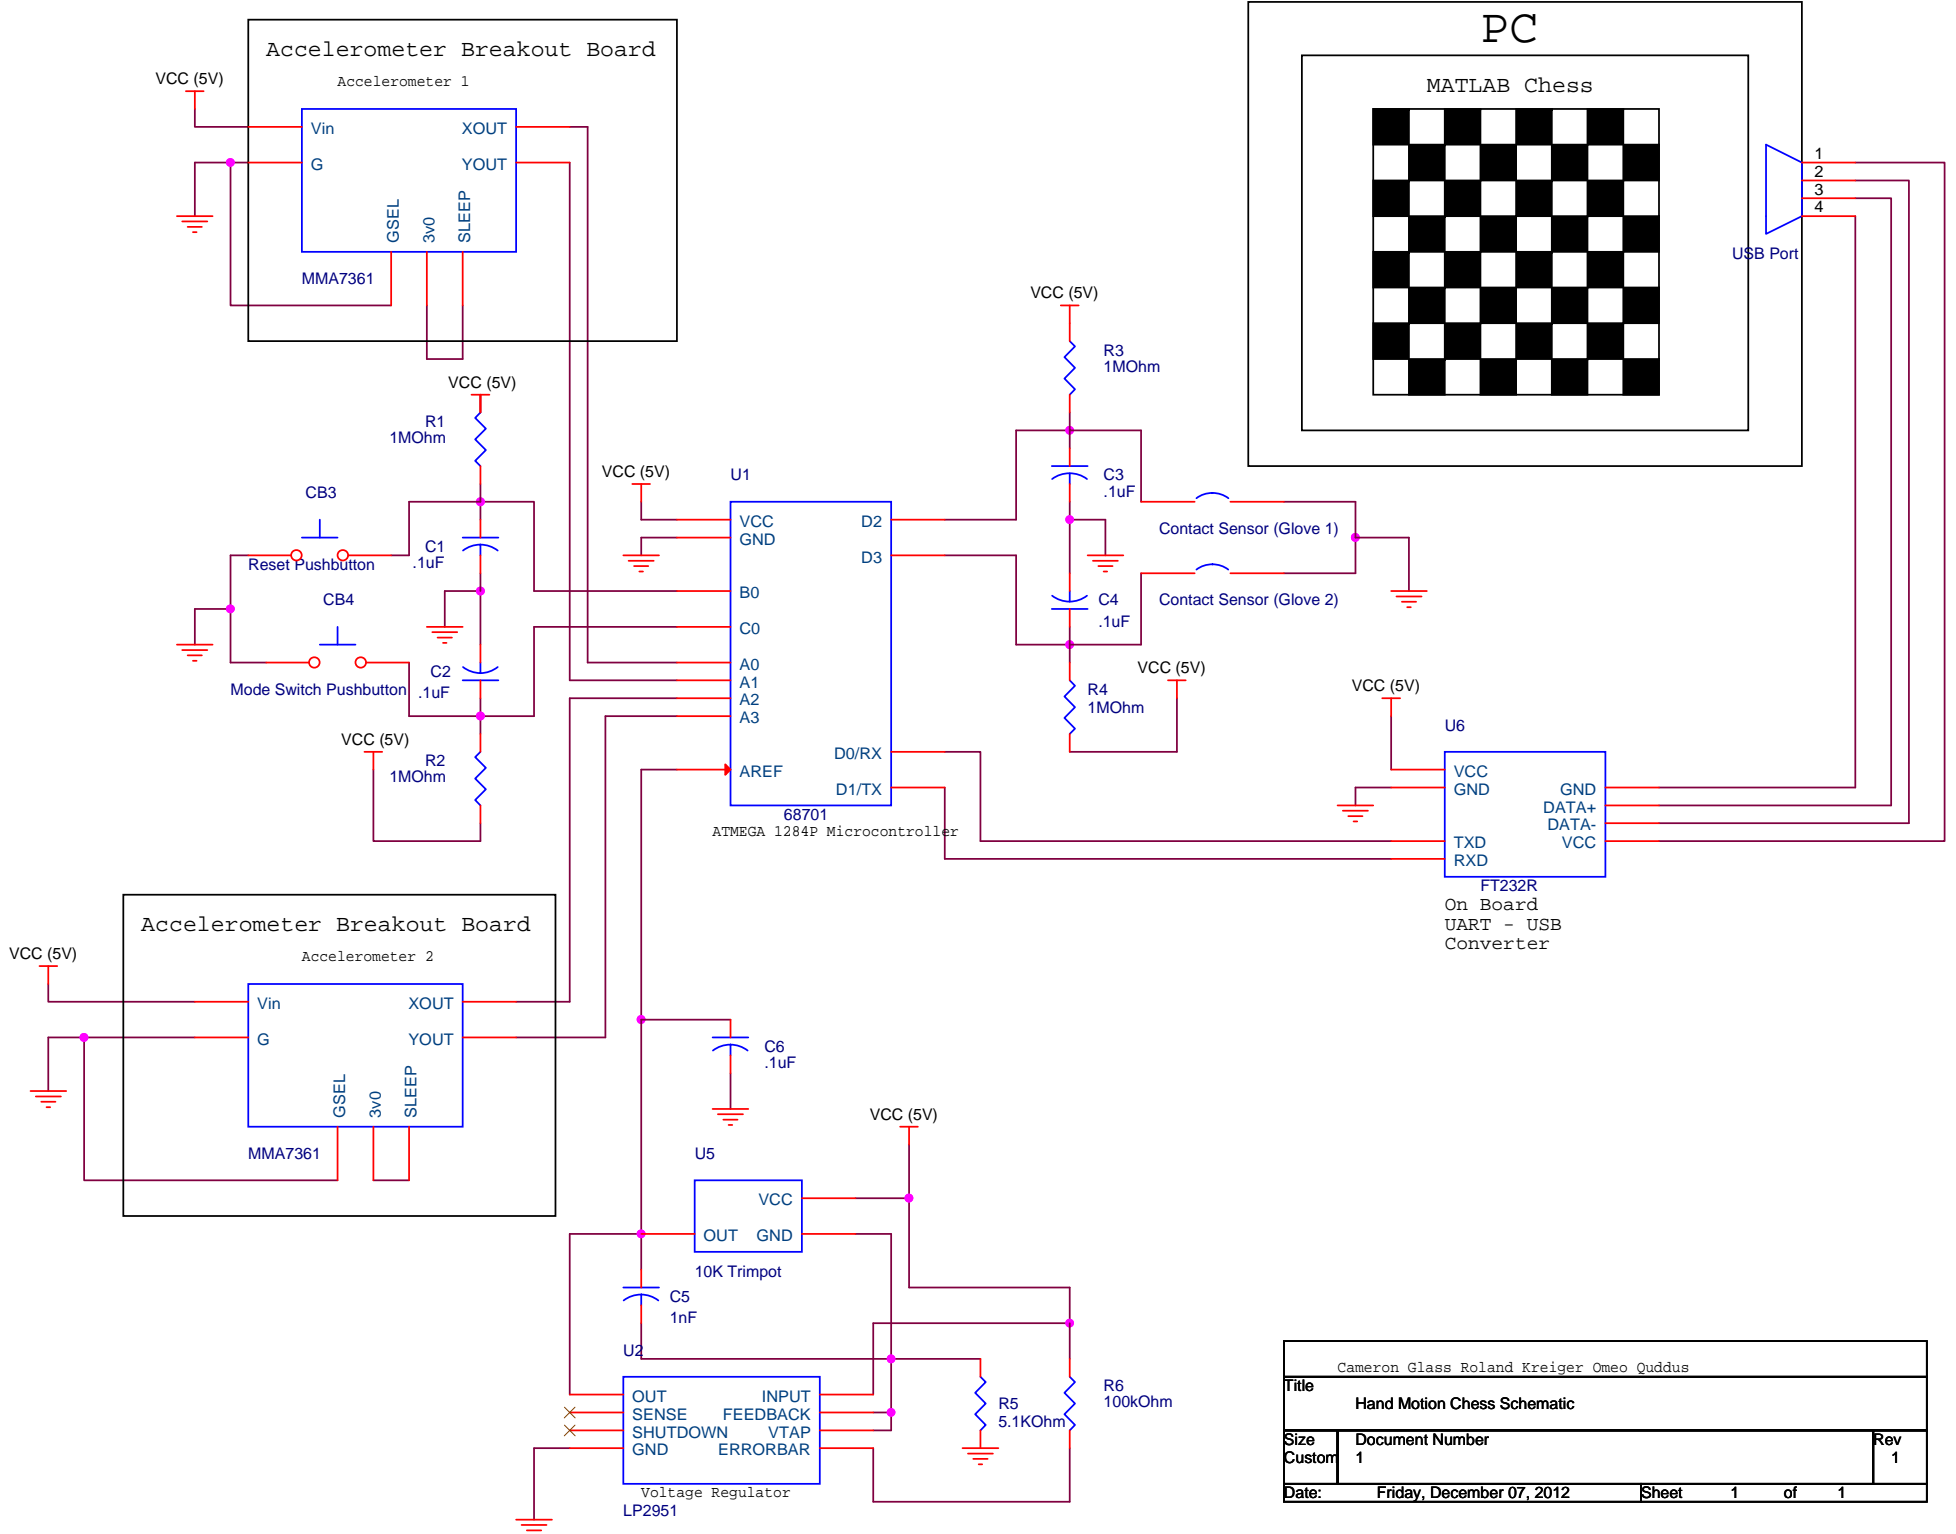 Accelerometer Breakout Board
Accelerometer 1
VCC (5V)
Vin
XOUT
G
YOUT
GSEL
3v0
SLEEP
MMA7361
PC
MATLAB Chess
1
2
3
4
USB Port
VCC (5V)
R1
1MOhm
CB3
Reset Pushbutton
C1
.1uF
CB4
Mode Switch Pushbutton
C2
.1uF
VCC (5V)
R2
1MOhm
VCC (5V)
U1
VCC
GND
B0
C0
A0
A1
A2
A3
AREF
D2
D3
D0/RX
D1/TX
68701
ATMEGA 1284P Microcontroller
VCC (5V)
R3
1MOhm
C3
.1uF
Contact Sensor (Glove 1)
Contact Sensor (Glove 2)
C4
.1uF
VCC (5V)
R4
1MOhm
VCC (5V)
U6
VCC
GND
TXD
RXD
GND
DATA+
DATA-
VCC
FT232R
On Board
UART - USB
Converter
Accelerometer Breakout Board
Accelerometer 2
VCC (5V)
Vin
XOUT
G
YOUT
GSEL
3v0
SLEEP
MMA7361
C6
.1uF
VCC (5V)
U5
VCC
OUT
GND
10K Trimpot
C5
1nF
U2
OUT
SENSE
SHUTDOWN
GND
INPUT
FEEDBACK
VTAP
ERRORBAR
Voltage Regulator
LP2951
R5
5.1KOhm
R6
100kOhm
Cameron Glass Roland Kreiger Omeo Quddus
Title
Hand Motion Chess Schematic
Size
Custom
Document Number
1
Rev
1
Date:
Friday, December 07, 2012
Sheet
1
of
1